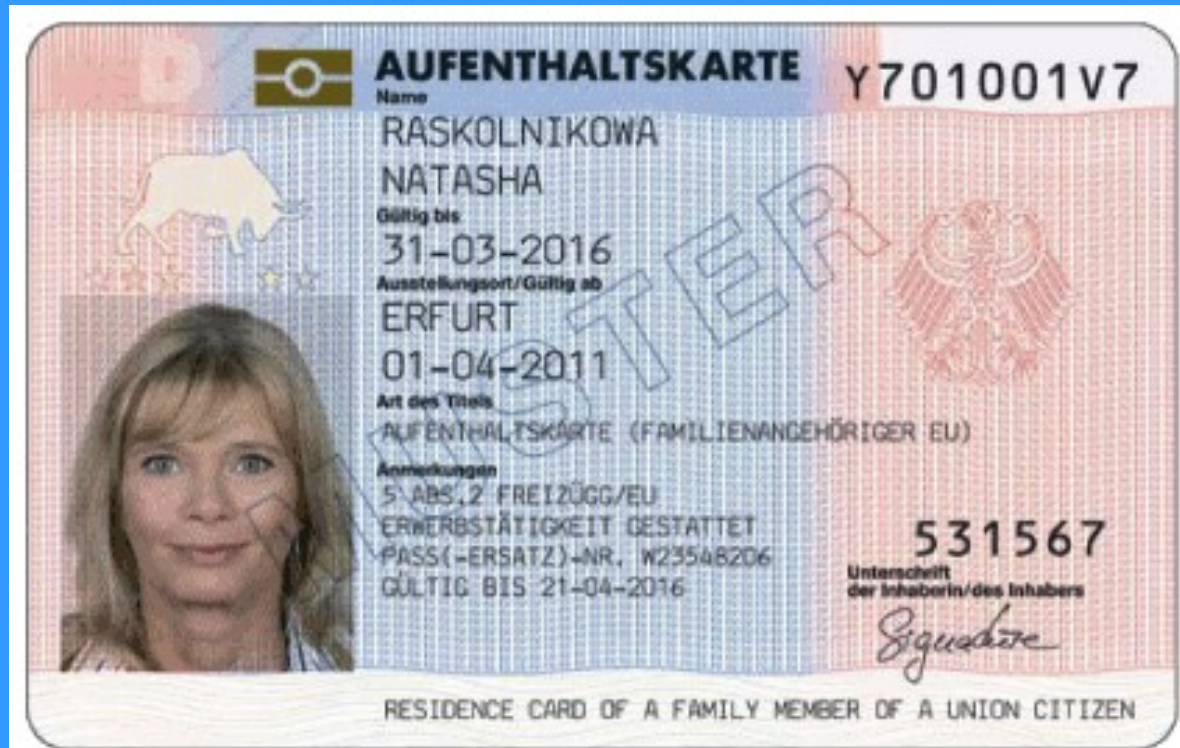 AUFENTHALTSKARTE
Y701001V7
Name
RASKOLNIKOWA
NATASHA
Gültig bis
31-03-2016
Ausstellungsort/Gültig ab
ERFURT
01-04-2011
Art des Titels
AUFENTHALTSKARTE (FAMILIENANGEHÖRIGER EU)
Anmerkungen
5 ABS.2 FREIZÜGG/EU
ERWERBSTÄTIGKEIT GESTATTET
PASS(-ERSATZ)-NR. W23548206
GÜLTIG BIS 21-04-2016
531567
Unterschrift
der Inhaberin/des Inhabers
Signature
RESIDENCE CARD OF A FAMILY MEMBER OF A UNION CITIZEN
MUSTER
D